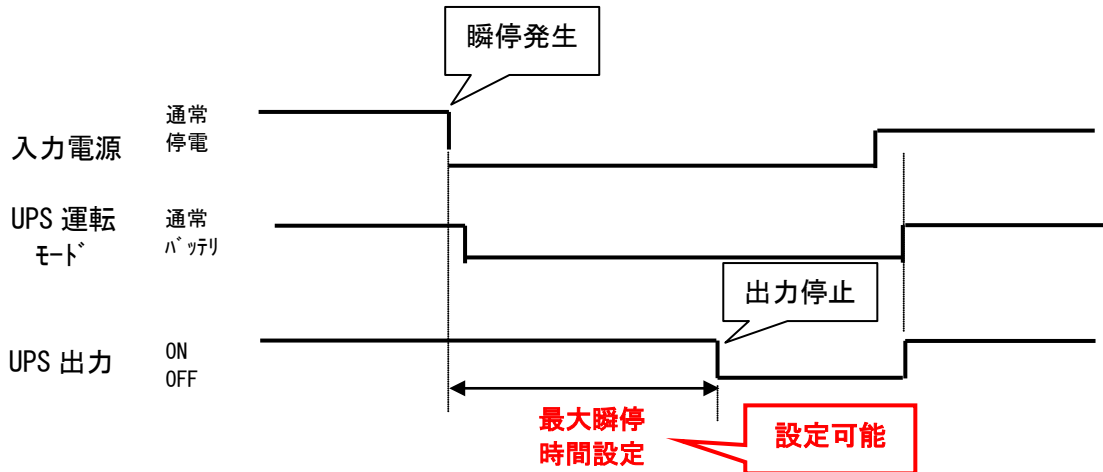 瞬停発生
入力電源
通常
停電
UPS 運転
ﾓｰﾄﾞ
通常
ﾊﾞｯﾃﾘ
出力停止
UPS 出力
ON
OFF
最大瞬停
時間設定
設定可能